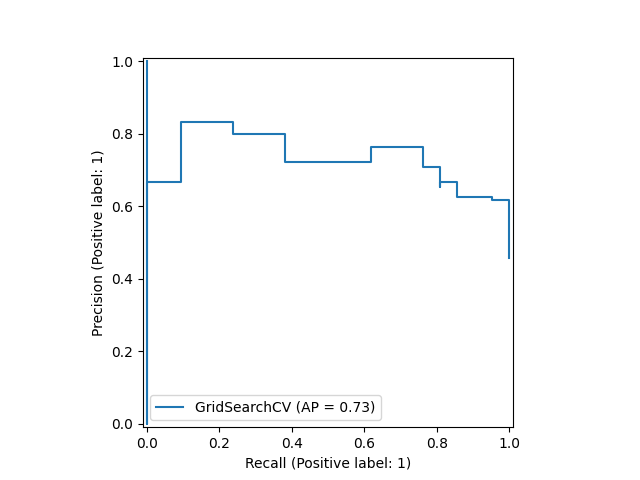 1.0
0.8
0.6
0.4
0.2
0.0
Precision (Positive label: 1)
GridSearchCV (AP = 0.73)
0.0 0.2 0.4 0.6 0.8 1.0
Recall (Positive label: 1)